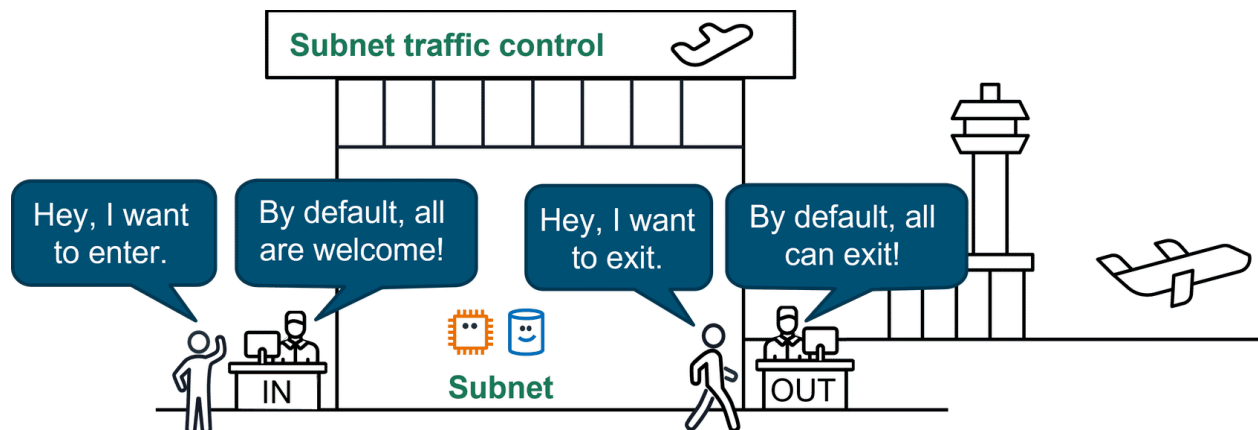 Subnet traffic control
Hey, I want
to enter.
By default, all
are welcome!
Hey, I want
to exit.
By default, all
can exit!
IN
Subnet
OUT